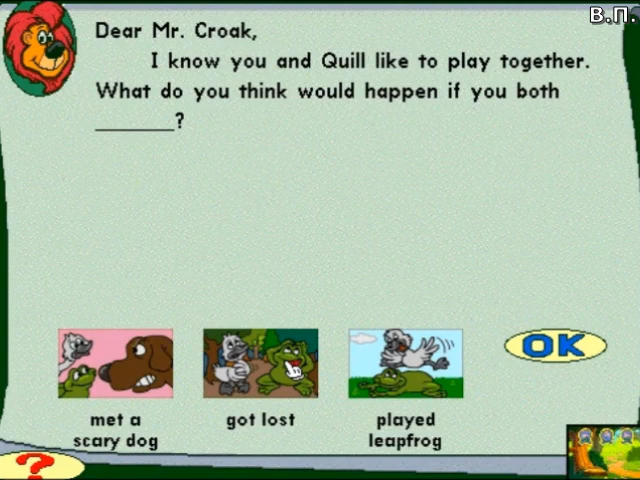 В.П.
Dear Mr. Croak,
I know you and Quill like to play together.
What do you think would happen if you both
_______?
OK
met a
scary dog
got lost
played
leapfrog
?